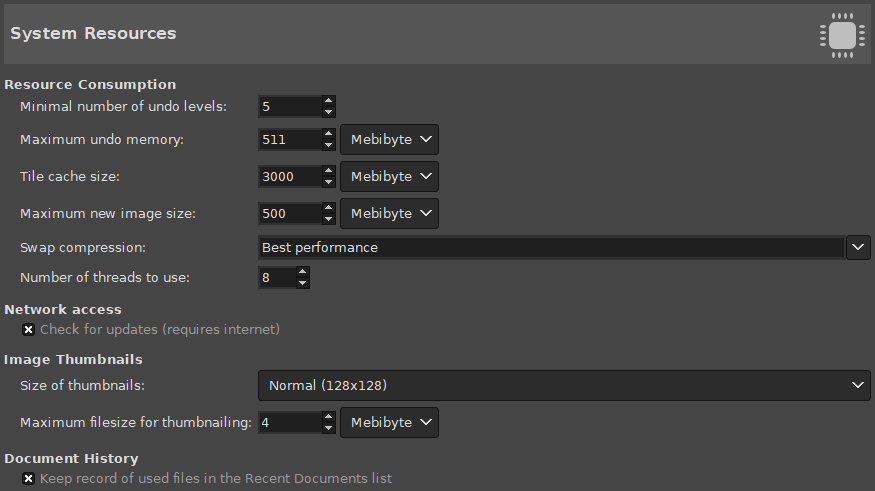 System Resources
Resource Consumption
Minimal number of undo levels: 5
Maximum undo memory: 511 Mebibyte
Tile cache size: 3000 Mebibyte
Maximum new image size: 500 Mebibyte
Swap compression: Best performance
Number of threads to use: 8
Network access
Check for updates (requires internet)
Image Thumbnails
Size of thumbnails: Normal (128x128)
Maximum filesize for thumbnailing: 4 Mebibyte
Document History
Keep record of used files in the Recent Documents list